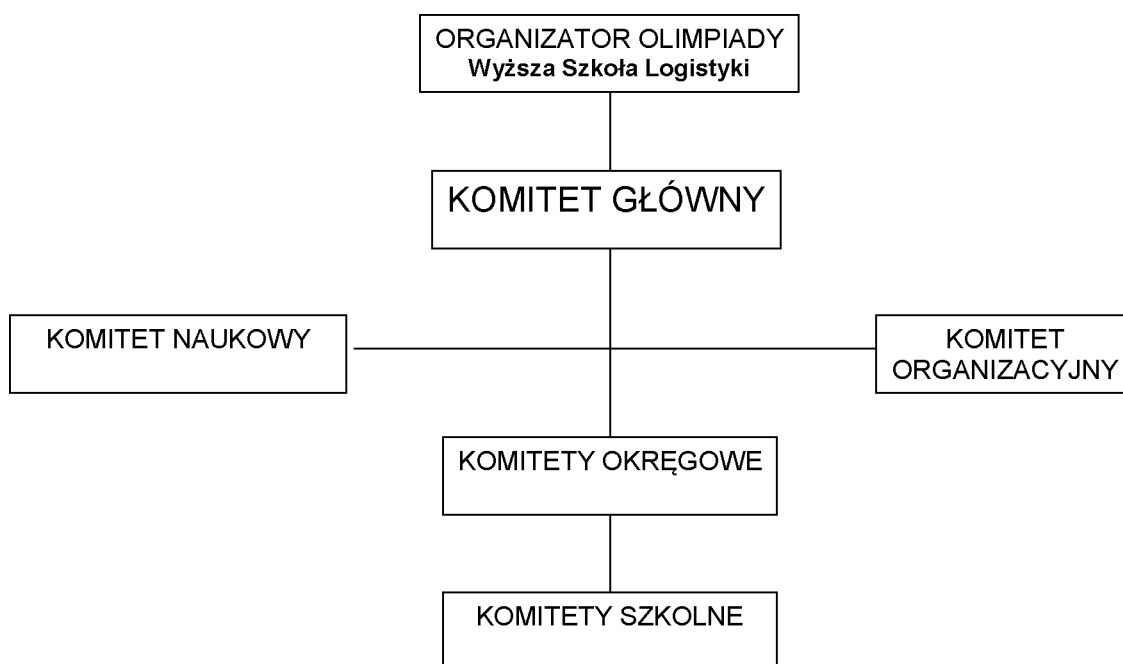 ORGANIZATOR OLIMPIADY
Wyższa Szkoła Logistyki
KOMITET GŁÓWNY
KOMITET NAUKOWY
KOMITET
ORGANIZACYJNY
KOMITETY OKRĘGOWE
KOMITETY SZKOLNE